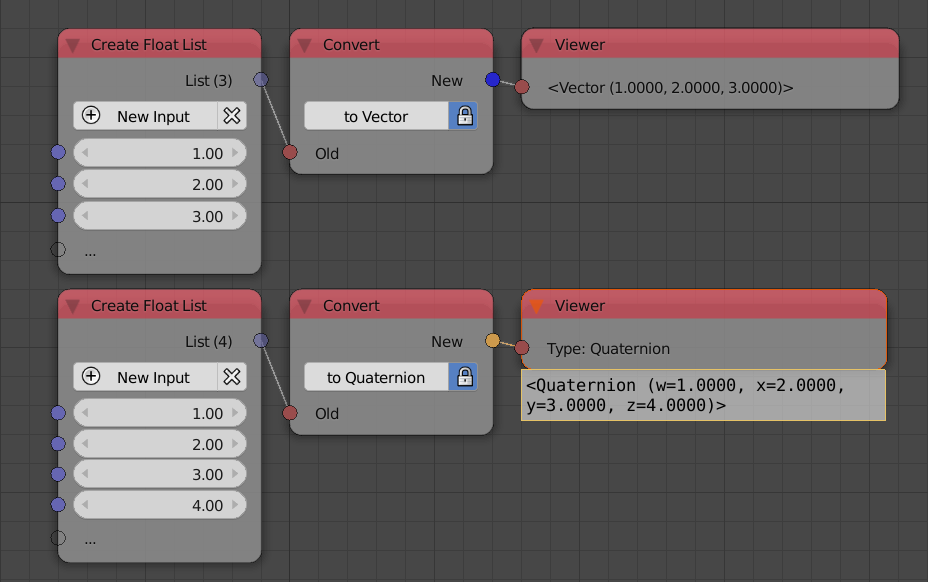 Create Float List
List (3)
New Input
1.00
2.00
3.00
...
Convert
New
to Vector
Old
Viewer
<Vector (1.0000, 2.0000, 3.0000)>
Create Float List
List (4)
New Input
1.00
2.00
3.00
4.00
...
Convert
New
to Quaternion
Old
Viewer
Type: Quaternion
<Quaternion (w=1.0000, x=2.0000,
y=3.0000, z=4.0000)>